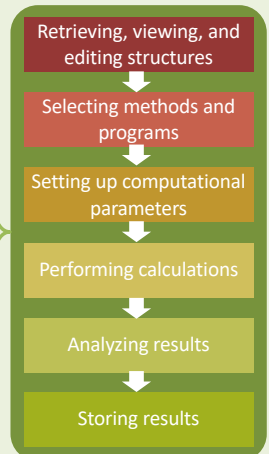 Retrieving, viewing, and
editing structures
Selecting methods and
programs
Setting up computational
parameters
Performing calculations
Analyzing results
Storing results